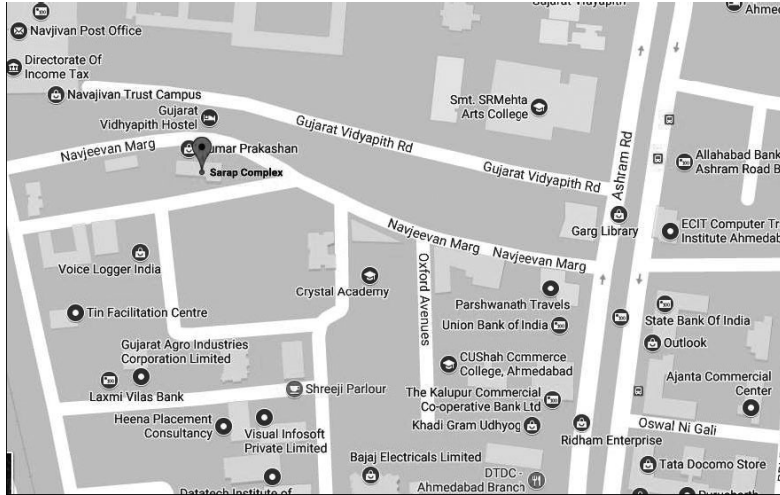 Gujarat Vidyapith
Ahme
Navjivan Post Office
Directorate Of
Income Tax
Navajivan Trust Campus
Gujarat
Vidhyapith Hostel
Smt. SRMehta
Arts College
Gujarat Vidyapith Rd
Gujarat Vidyapith Rd
Ashram Rd
Navjeevan Marg
umar Prakashan
Sarap Complex
Allahabad Bank
Ashram Road B
Garg Library
ECIT Computer Tr
Institute Ahmedab
Navjeevan Marg
Navjeevan Marg
Voice Logger India
Crystal Academy
Oxford Avenues
Parshwanath Travels
Tin Facilitation Centre
Union Bank of India
State Bank Of India
Outlook
Gujarat Agro Industries
Corporation Limited
CUShah Commerce
College, Ahmedabad
Ajanta Commercial
Center
Laxmi Vilas Bank
Shreeji Parlour
The Kalupur Commercial
Co-operative Bank Ltd
Heena Placement
Consultancy
Visual Infosoft
Private Limited
Khadi Gram Udhyog
Ridham Enterprise
Oswal Ni Gali
Bajaj Electricals Limited
Tata Docomo Store
DTDC -
Ahmedabad Branch
Datatech Institute of